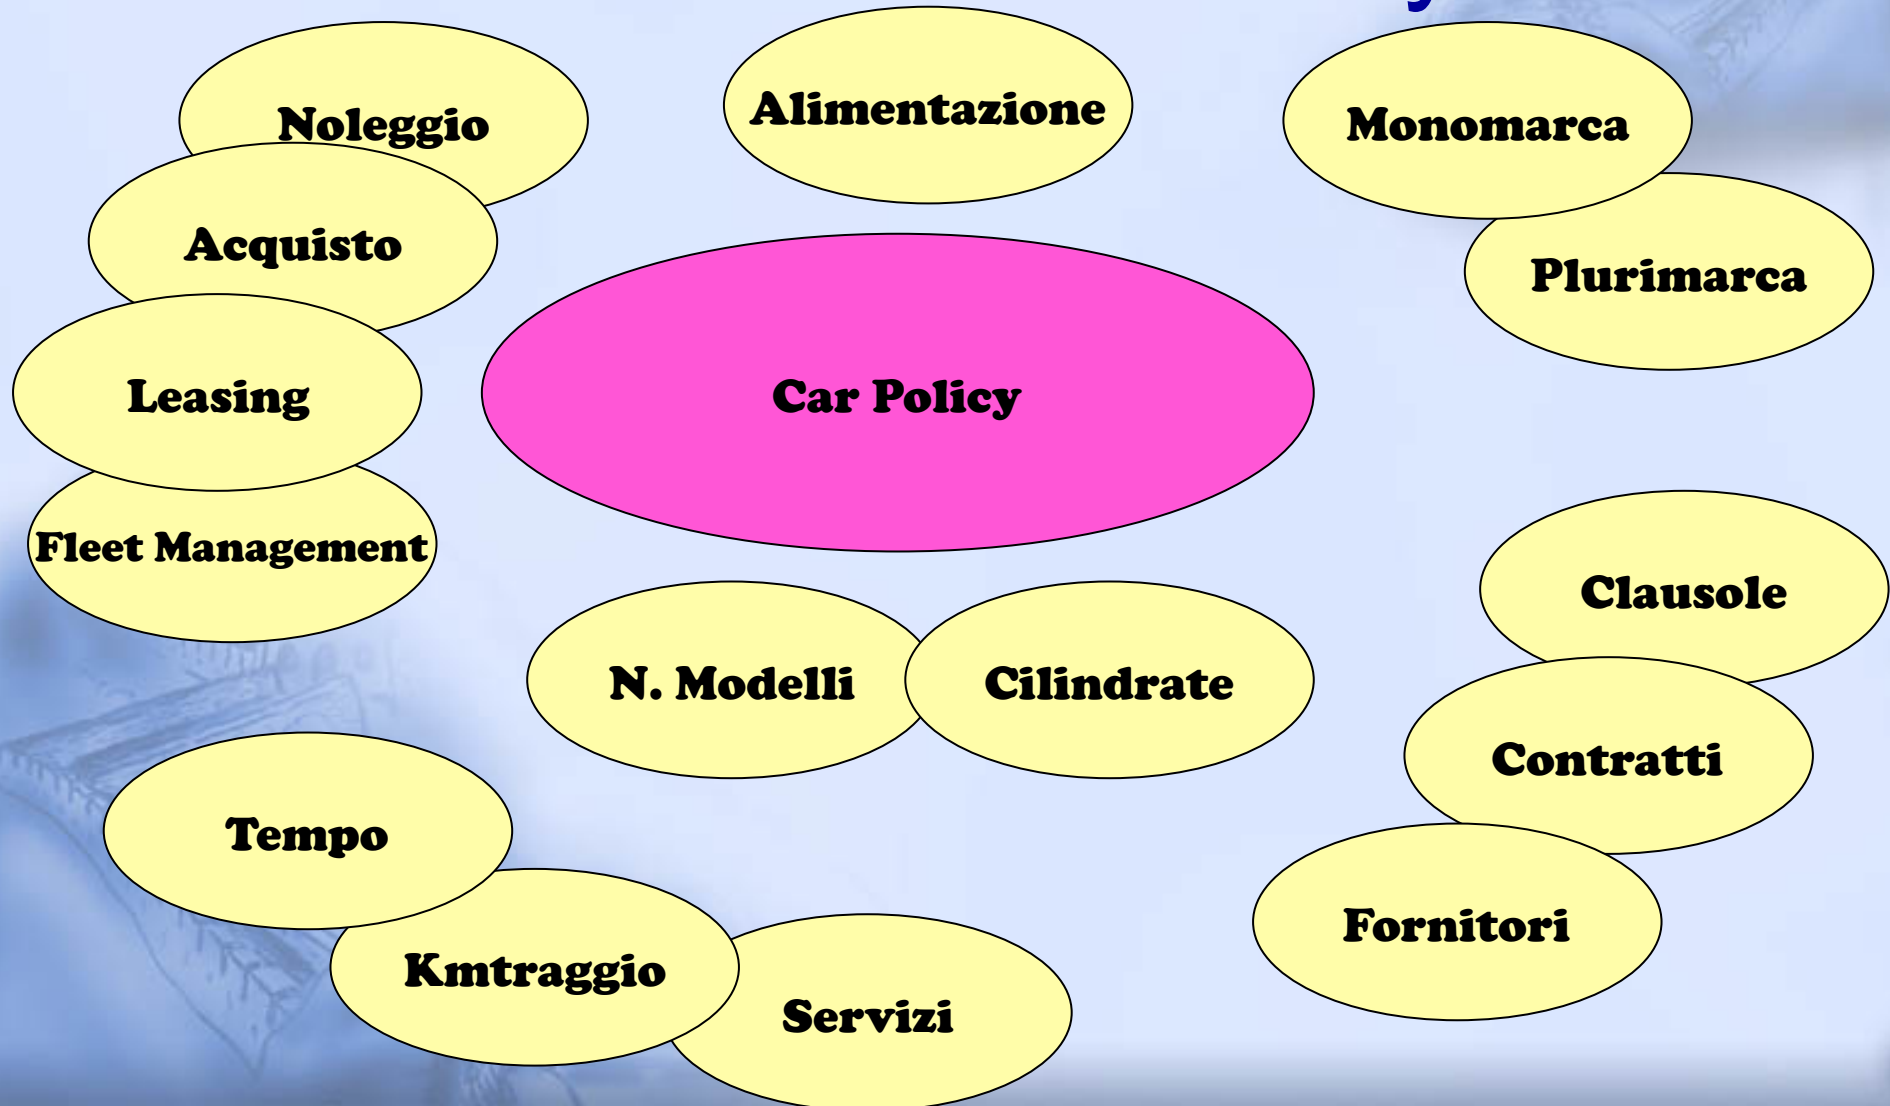 Noleggio
Alimentazione
Monomarca
Acquisto
Plurimarca
Leasing
Car Policy
Fleet Management
Clausole
N. Modelli
Cilindrate
Contratti
Tempo
Fornitori
Kmtraggio
Servizi